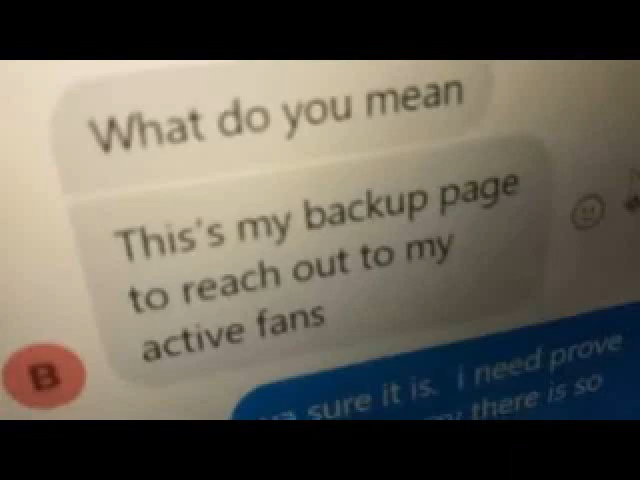 What do you mean
This's my backup page
to reach out to my
active fans
B
sure it is. i need prove
there is so